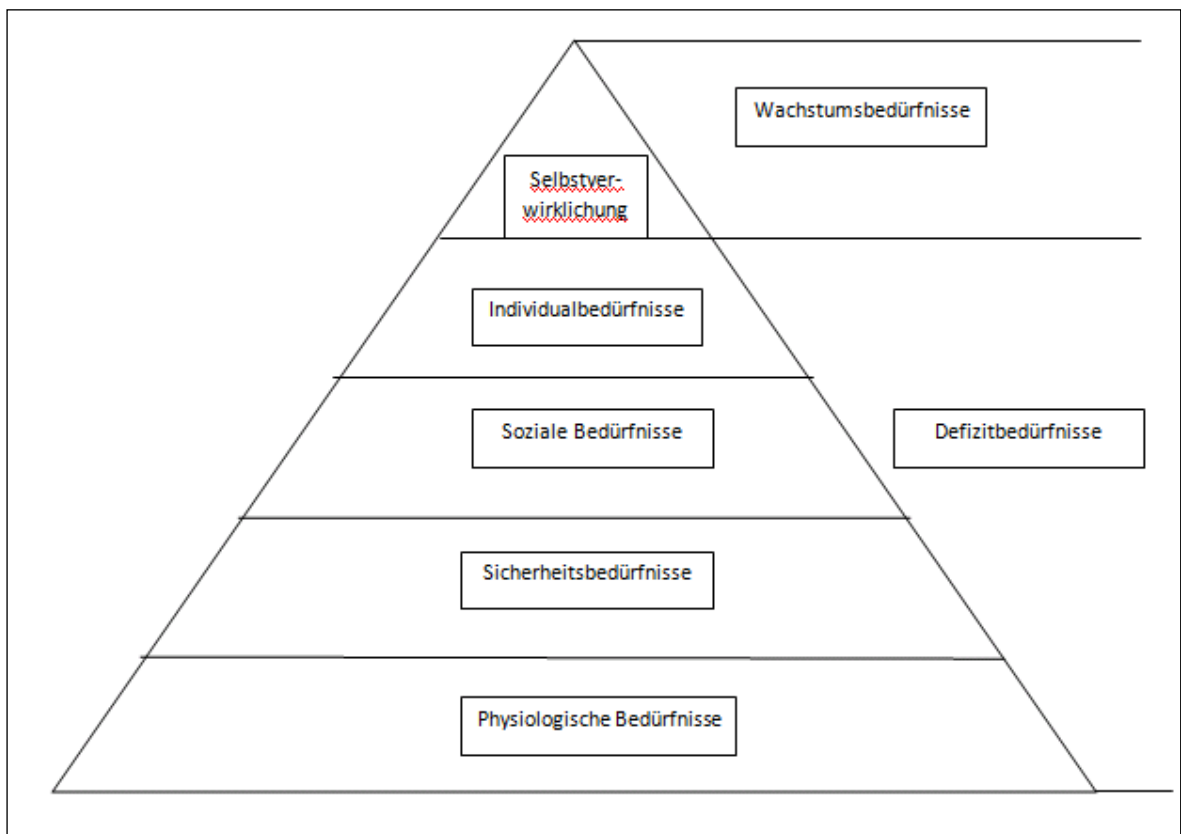 Wachstumsbedürfnisse
Selbstver-
wirklichung
Individualbedürfnisse
Soziale Bedürfnisse
Defizitbedürfnisse
Sicherheitsbedürfnisse
Physiologische Bedürfnisse